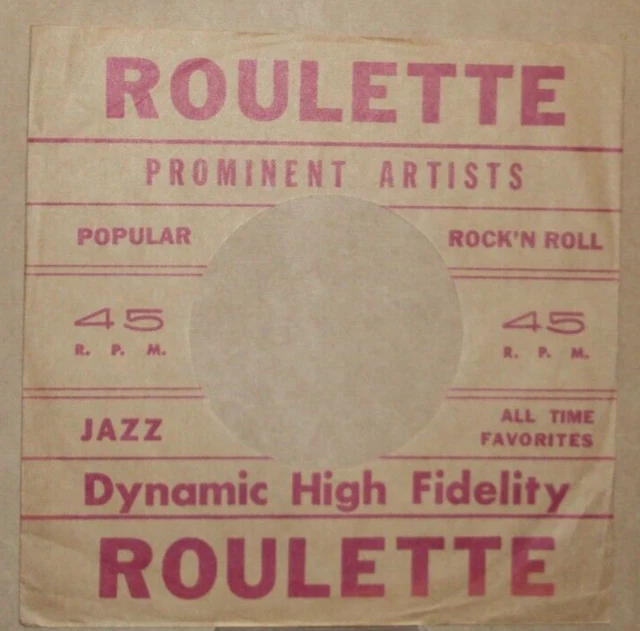 ROULETTE
PROMINENT ARTISTS
POPULAR
ROCK'N ROLL
45
R. P. M.
45
R. P. M.
JAZZ
ALL TIME
FAVORITES
Dynamic High Fidelity
ROULETTE